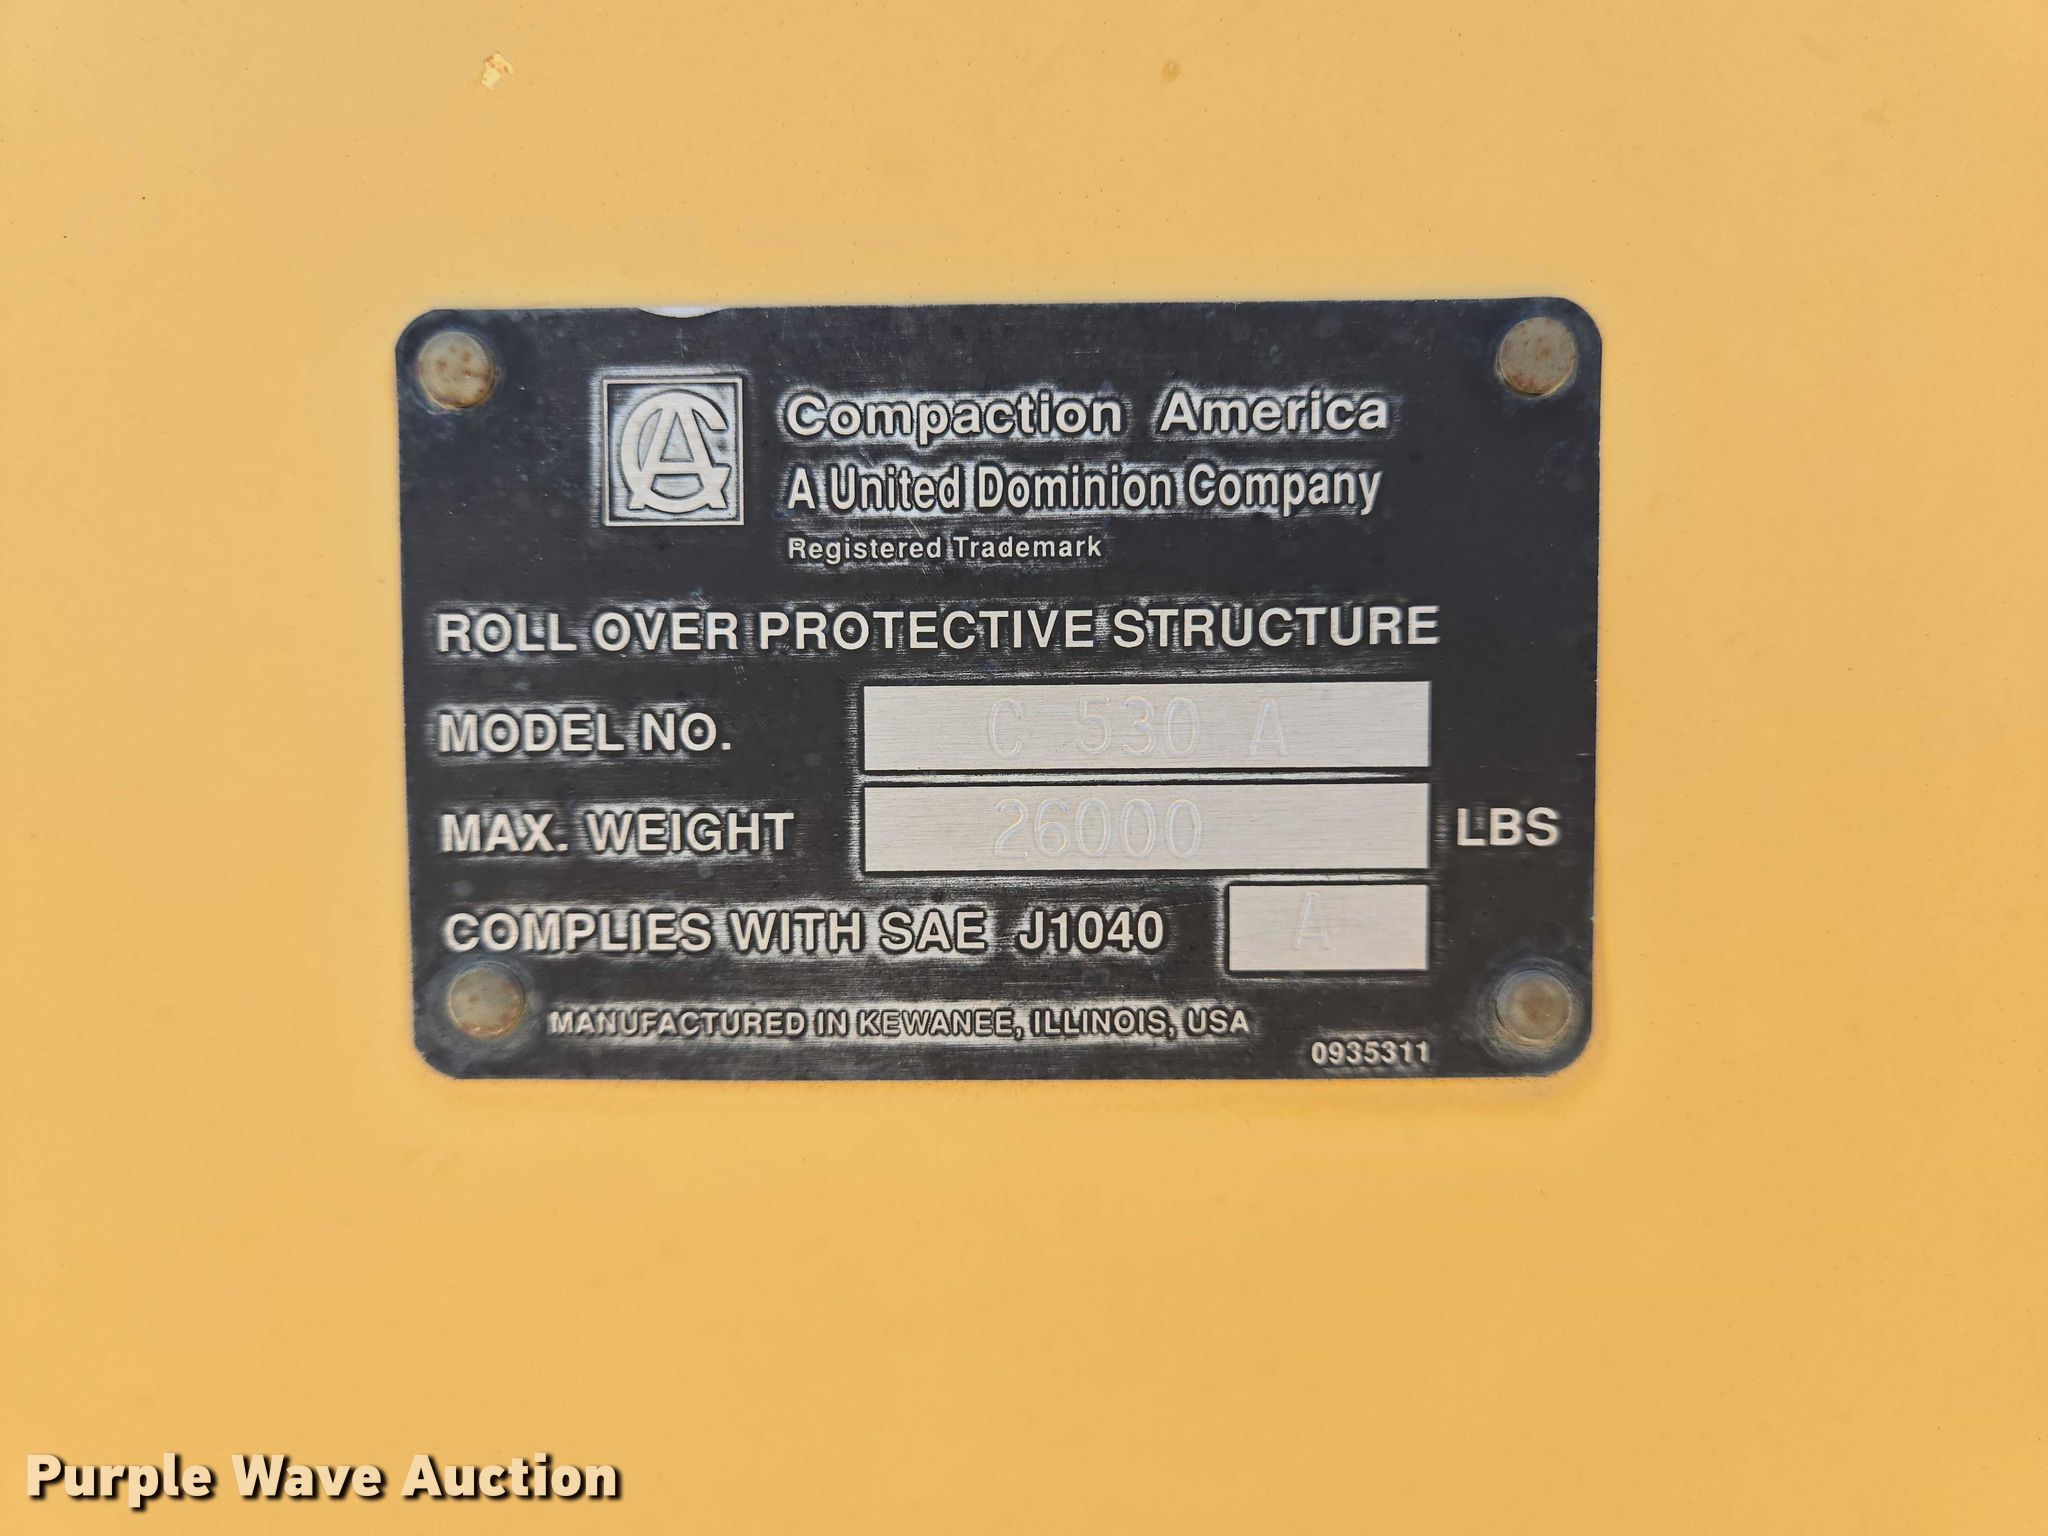 CA
Compaction America
A United Dominion Company
Registered Trademark
ROLL OVER PROTECTIVE STRUCTURE
MODEL NO. C 530 A
MAX. WEIGHT 26000 LBS
COMPLIES WITH SAE J1040 A
MANUFACTURED IN KEWANEE, ILLINOIS, USA
0935311
Purple Wave Auction